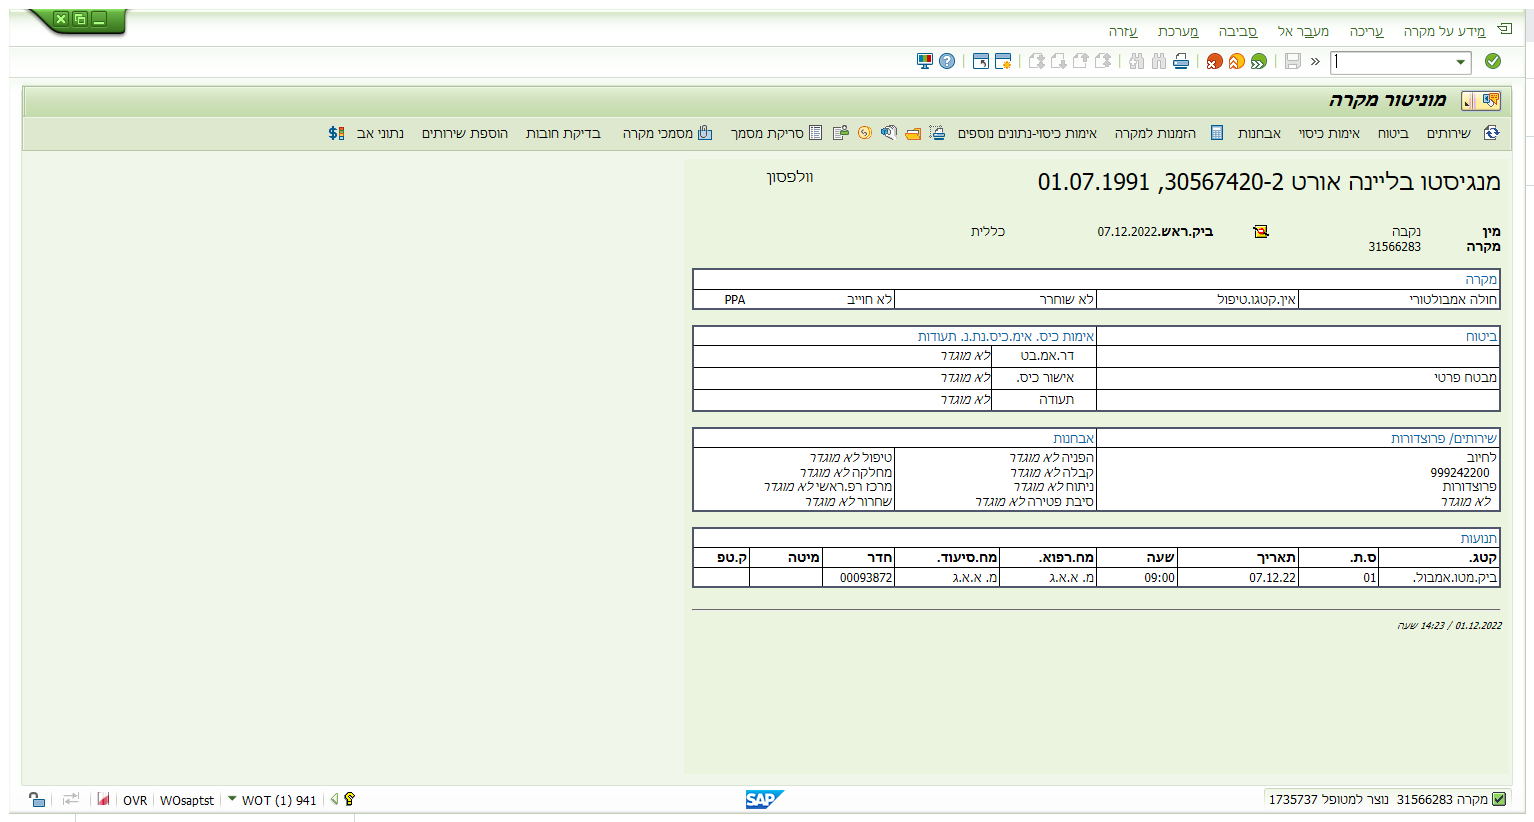 מידע על מקרה עריכה מעבר אל סביבה מערכת עזרה
1
מוניטור מקרה
שירותים ביטוח אימות כיסוי אבחנות הזמנות למקרה אימות כיסוי-נתונים נוספים סריקת מסמך מסמכי מקרה בדיקת חובות הוספת שירותים נתוני אב
מנגיסטו בליינה אורט 30567420-2, 01.07.1991 וולפסון
מין נקבה ביק.ראש.07.12.2022 כללית
מקרה 31566283
מקרה
חולה אמבולטורי אין.קטגו.טיפול לא שוחרר לא חוייב PPA
ביטוח אימות כיס. אימ.כיס.נת.נ. תעודות
דר.אמ.בט לא מוגדר
מבטח פרטי אישור כיס. לא מוגדר
תעודה לא מוגדר
שירותים/ פרוצדורות אבחנות
לחיוב הפניה לא מוגדר טיפול לא מוגדר
999242200 קבלה לא מוגדר מחלקה לא מוגדר
פרוצדורות ניתוח לא מוגדר מרכז רפ.ראשי לא מוגדר
לא מוגדר סיבת פטירה לא מוגדר שחרור לא מוגדר
תנועות
קטג. ס.ת. תאריך שעה מח.רפוא. מח.סיעוד. חדר מיטה ק.טפ
ביק.מטו.אמבול. 01 07.12.22 09:00 מ. א.א.ג מ. א.א.ג 00093872
01.12.2022 / 14:23 שעה
מקרה 31566283 נוצר למטופל 1735737
SAP
WOT (1) 941 WOsaptst OVR